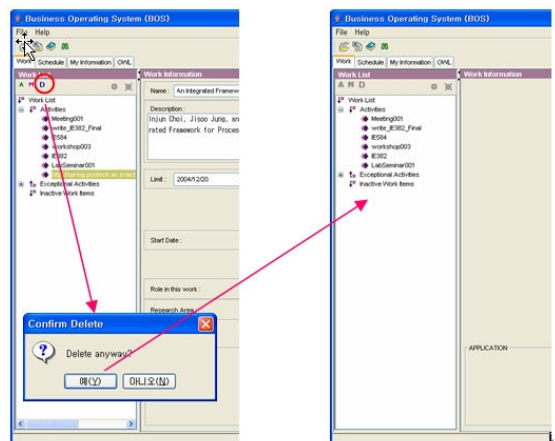 Business Operating System (BOS)
File Help
Work Schedule My Information OWL
Work List
A M D
Work List
Activities
Meeting001
write_IE382_Final
IE584
workshop003
IE382
LabSeminar001
Exceptional Activities
Inactive Work Items
Work Information
Name : An Integrated Framew
Description :
Injun Choi, Jisoo Jung, an
rated Framework for Proces
Limit : 2004/12/20
Start Date :
Role in this work :
Research Area :
Confirm Delete
Delete anyway?
예(Y) 아니오(N)
Business Operating System (BOS)
File Help
Work Schedule My Information OWL
Work List
A M D
Work List
Activities
Meeting001
write_IE382_Final
IE584
workshop003
IE382
LabSeminar001
Exceptional Activities
Inactive Work Items
Work Information
APPLICATION